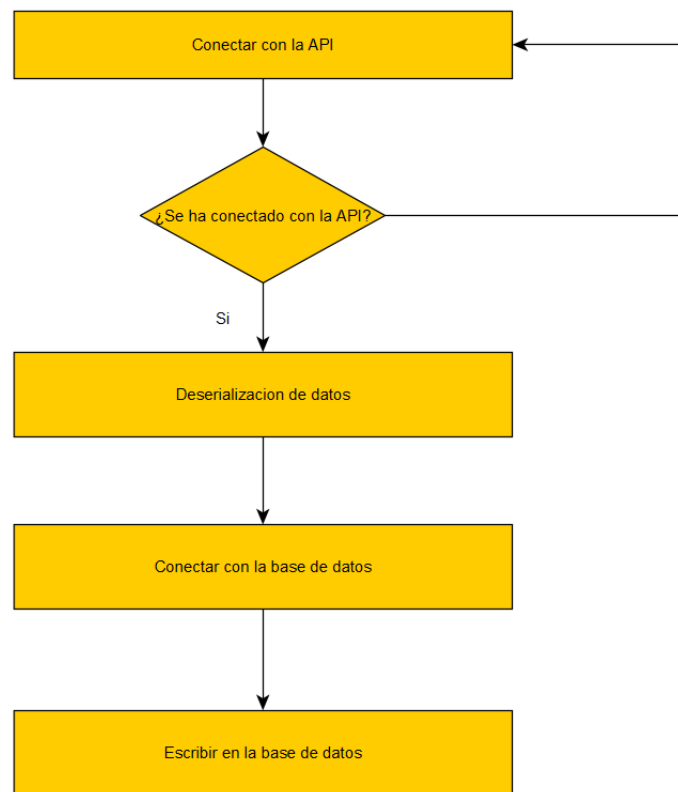 Conectar con la API
¿Se ha conectado con la API?
Si
Deserializacion de datos
Conectar con la base de datos
Escribir en la base de datos